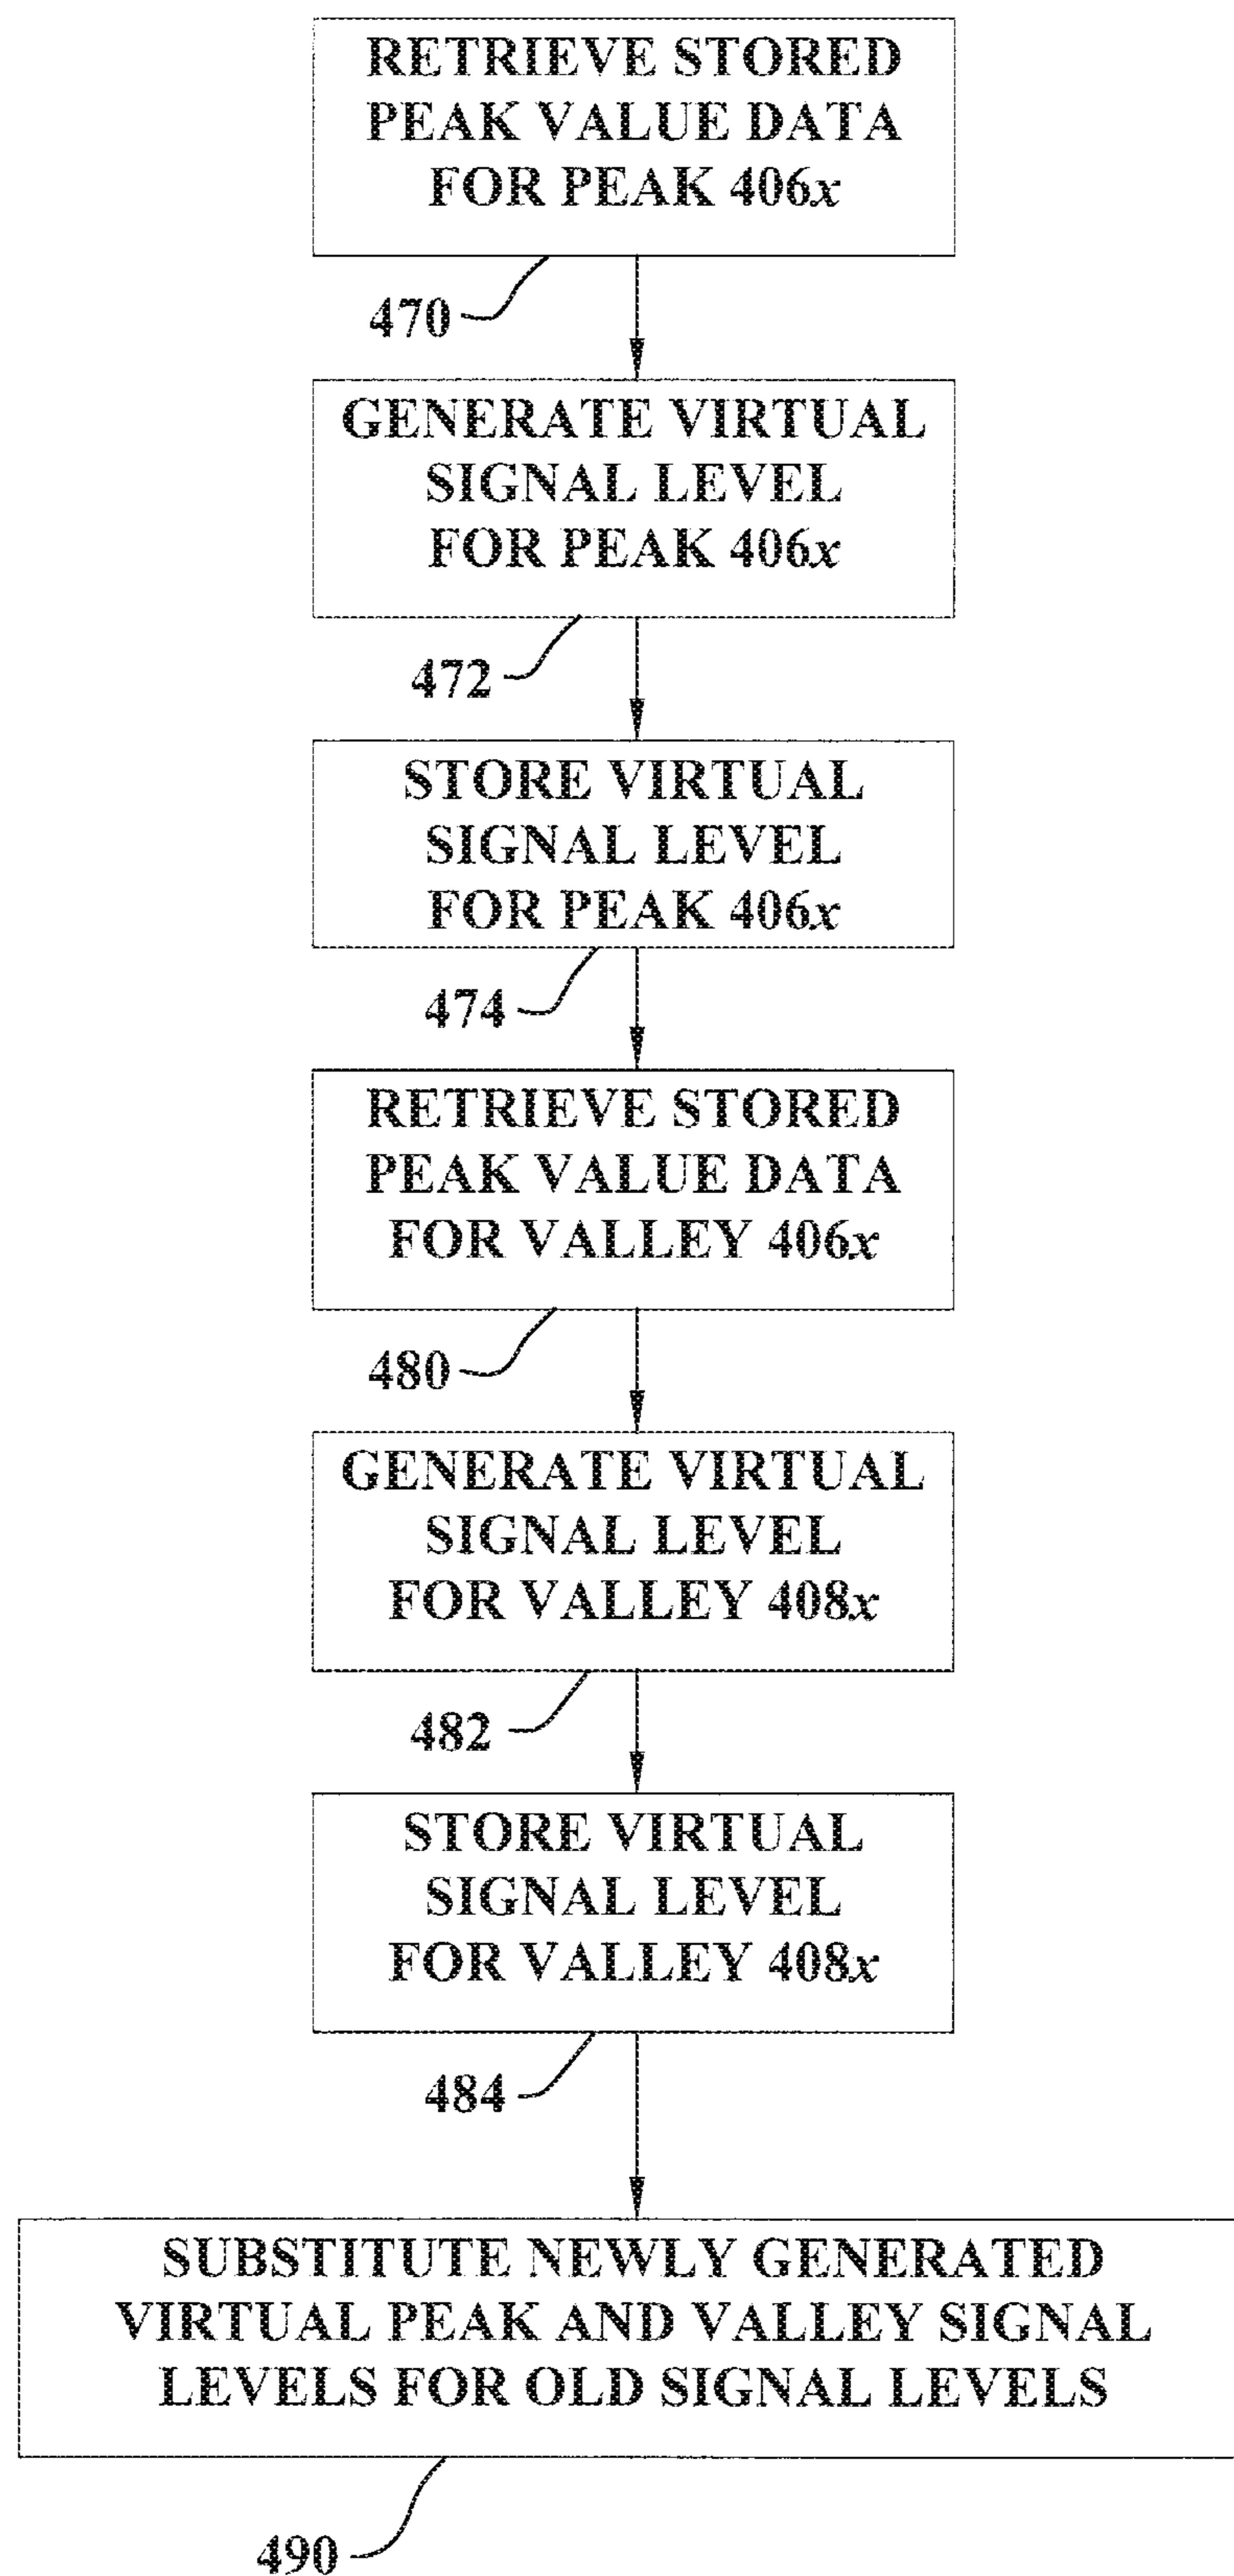 RETRIEVE STORED
PEAK VALUE DATA
FOR PEAK 406x
470
GENERATE VIRTUAL
SIGNAL LEVEL
FOR PEAK 406x
472
STORE VIRTUAL
SIGNAL LEVEL
FOR PEAK 406x
474
RETRIEVE STORED
PEAK VALUE DATA
FOR VALLEY 406x
480
GENERATE VIRTUAL
SIGNAL LEVEL
FOR VALLEY 408x
482
STORE VIRTUAL
SIGNAL LEVEL
FOR VALLEY 408x
484
SUBSTITUTE NEWLY GENERATED
VIRTUAL PEAK AND VALLEY SIGNAL
LEVELS FOR OLD SIGNAL LEVELS
490